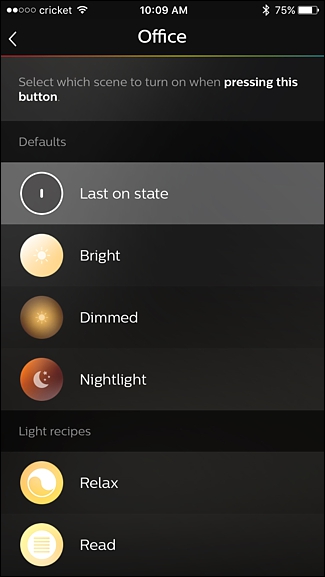 cricket 10:09 AM 75%
Office
Select which scene to turn on when pressing this
button.
Defaults
Last on state
Bright
Dimmed
Nightlight
Light recipes
Relax
Read